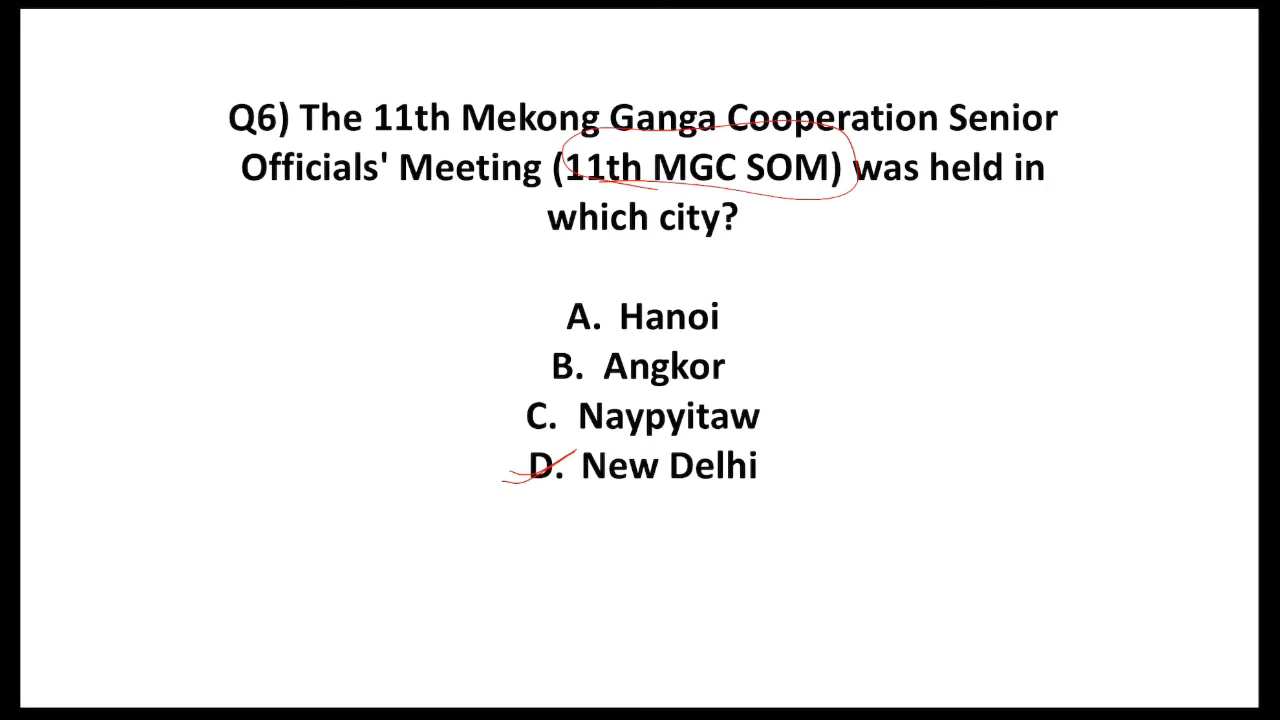 Q6) The 11th Mekong Ganga Cooperation Senior
Officials' Meeting (11th MGC SOM) was held in
which city?
A. Hanoi
B. Angkor
C. Naypyitaw
D. New Delhi